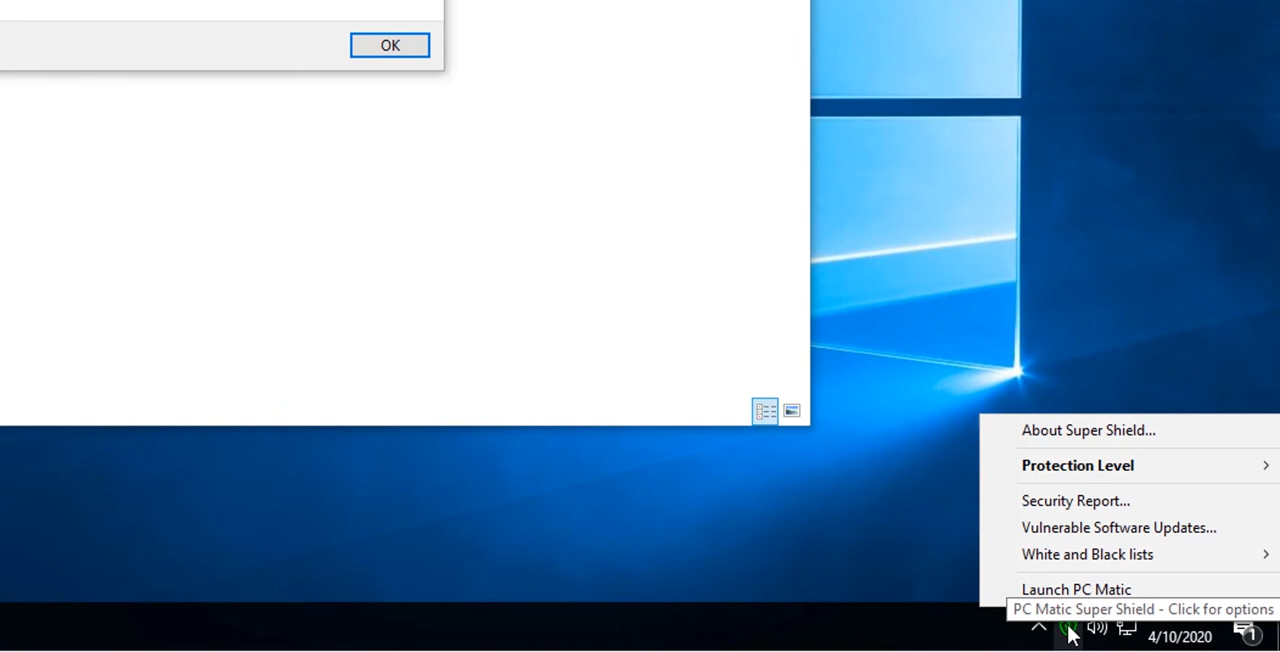 OK
About Super Shield...
Protection Level
Security Report...
Vulnerable Software Updates...
White and Black lists
Launch PC Matic
PC Matic Super Shield - Click for options
4/10/2020
1